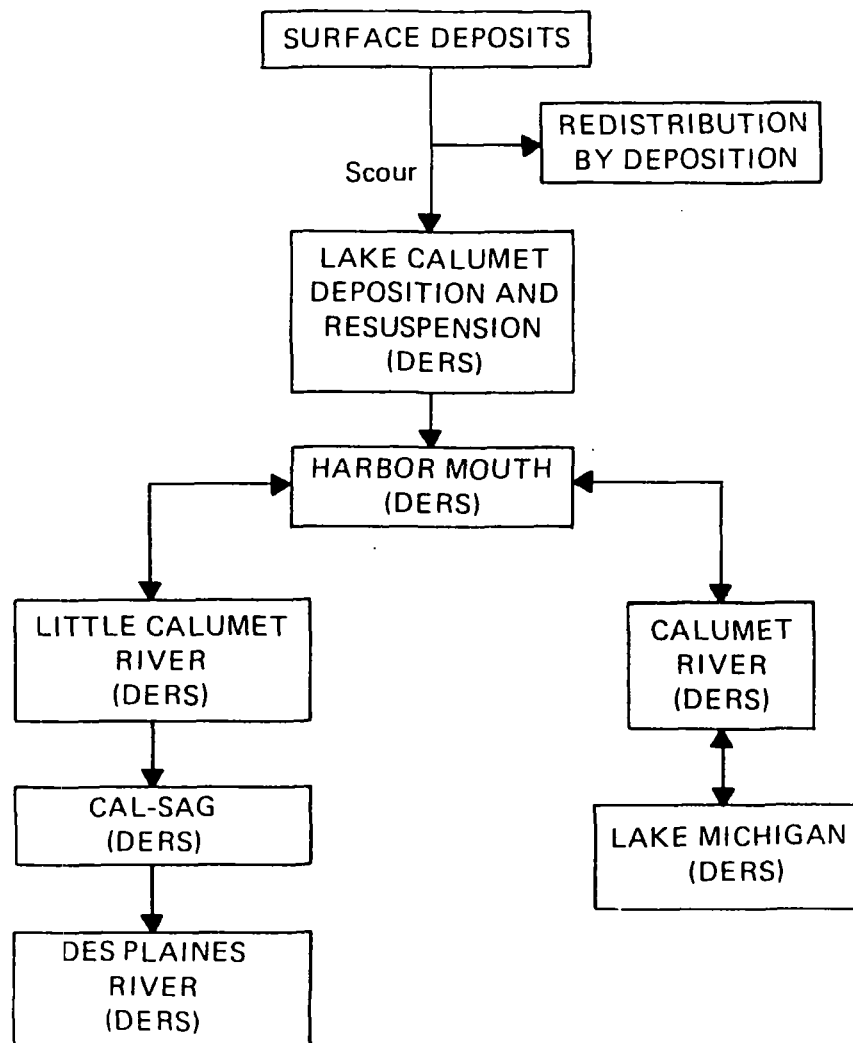 SURFACE DEPOSITS
REDISTRIBUTION
BY DEPOSITION
Scour
LAKE CALUMET
DEPOSITION AND
RESUSPENSION
(DERS)
HARBOR MOUTH
(DERS)
LITTLE CALUMET
RIVER
(DERS)
CALUMET
RIVER
(DERS)
CAL-SAG
(DERS)
LAKE MICHIGAN
(DERS)
DES PLAINES
RIVER
(DERS)